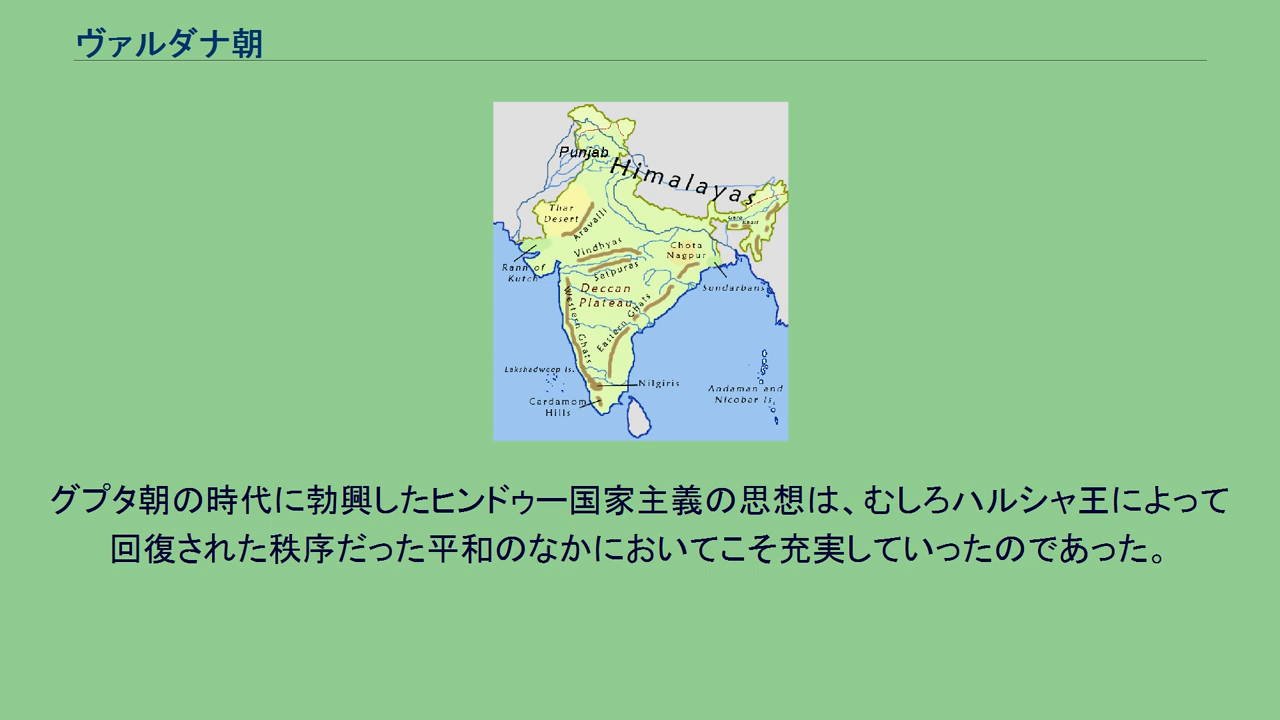 ヴァルダナ朝
Punjab
Himalayas
Thar
Desert
Aravalli
Vindhyas
Satpuras
Chota
Nagpur
Rann of
Kutch
Sundarbans
Deccan
Plateau
Western Ghats
Eastern Ghats
Lakshadweep Is.
Nilgiris
Andaman and
Nicobar Is.
Cardamom
Hills
グプタ朝の時代に勃興したヒンドゥー国家主義の思想は、むしろハルシャ王によって
回復された秩序だった平和のなかにおいてこそ充実していったのであった。